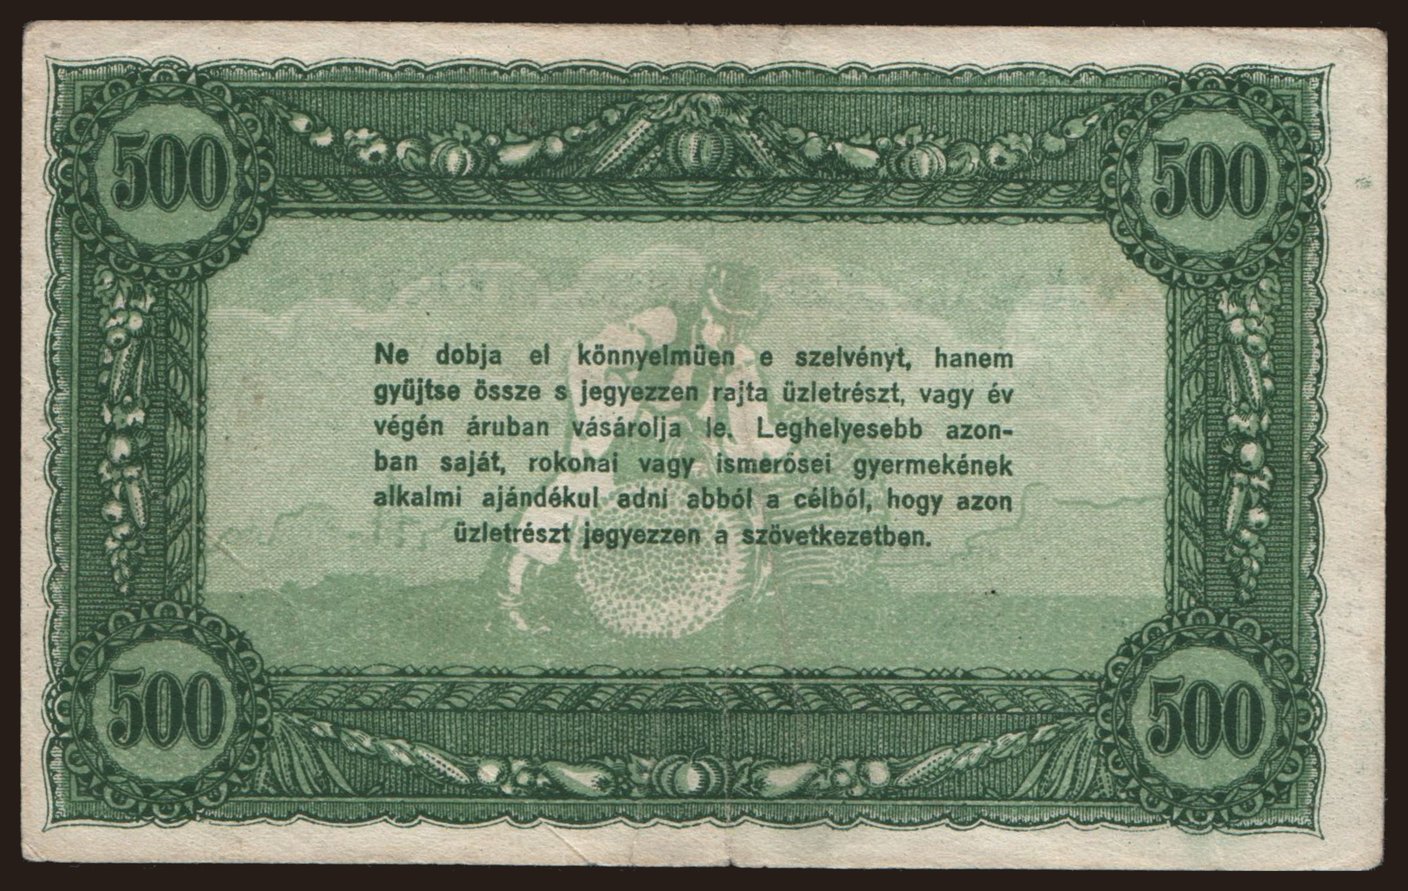 500 500
Ne dobja el könnyelmüen e szelvényt, hanem
gyüjtse össze s jegyezzen rajta üzletrészt, vagy év
végén áruban vásárolja le. Leghelyesebb azon-
ban saját, rokonai vagy ismerősei gyermekének
alkalmi ajándékul adni abból a célból, hogy azon
üzletrészt jegyezzen a szövetkezetben.
500 500